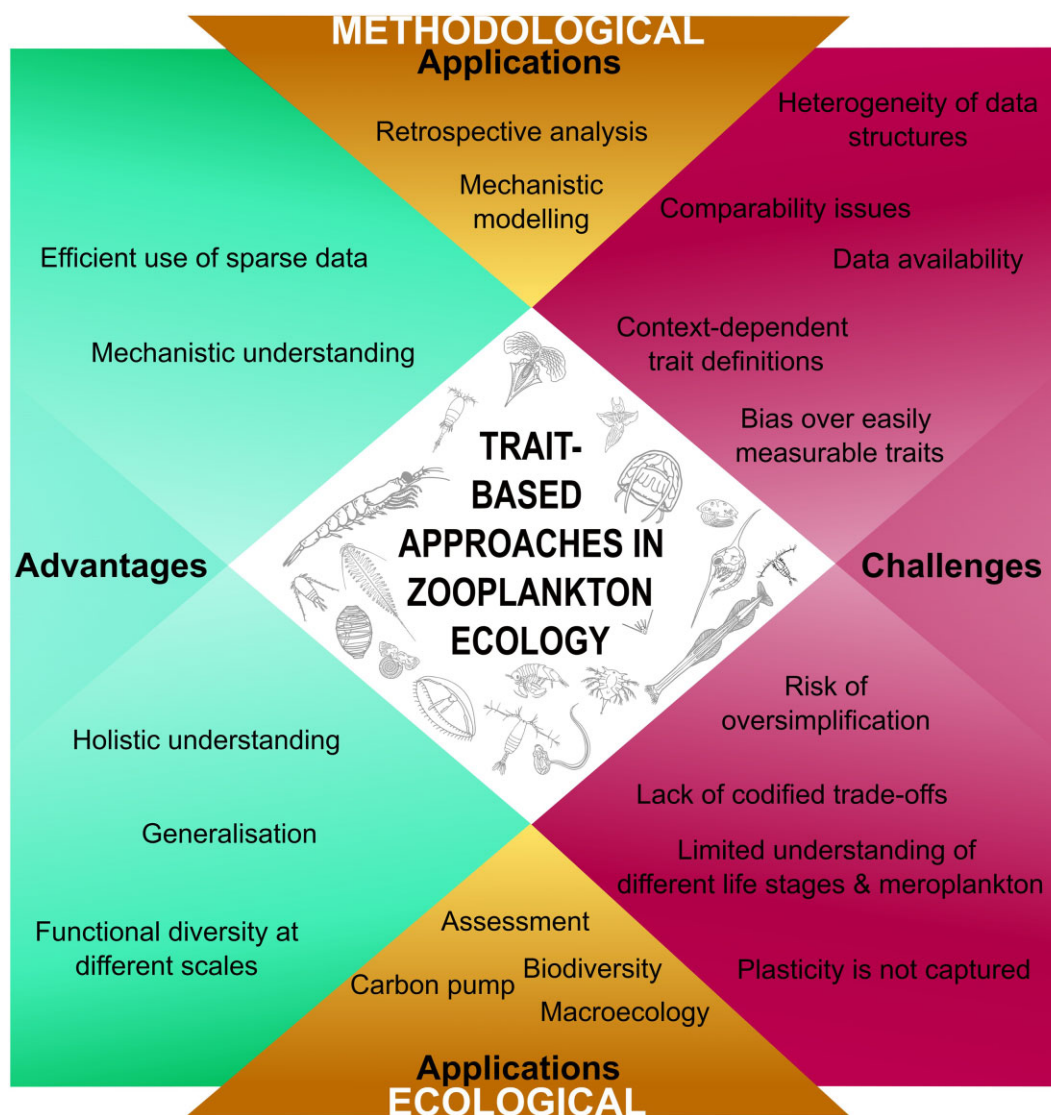 METHODOLOGICAL
Applications
Retrospective analysis
Mechanistic
modelling
Efficient use of sparse data
Mechanistic understanding
Heterogeneity of data
structures
Comparability issues
Data availability
Context-dependent
trait definitions
Bias over easily
measurable traits
Advantages
TRAIT-
BASED
APPROACHES IN
ZOOPLANKTON
ECOLOGY
Challenges
Holistic understanding
Generalisation
Functional diversity at
different scales
Risk of
oversimplification
Lack of codified trade-offs
Limited understanding of
different life stages & meroplankton
Plasticity is not captured
Assessment
Biodiversity
Carbon pump
Macroecology
Applications
ECOLOGICAL